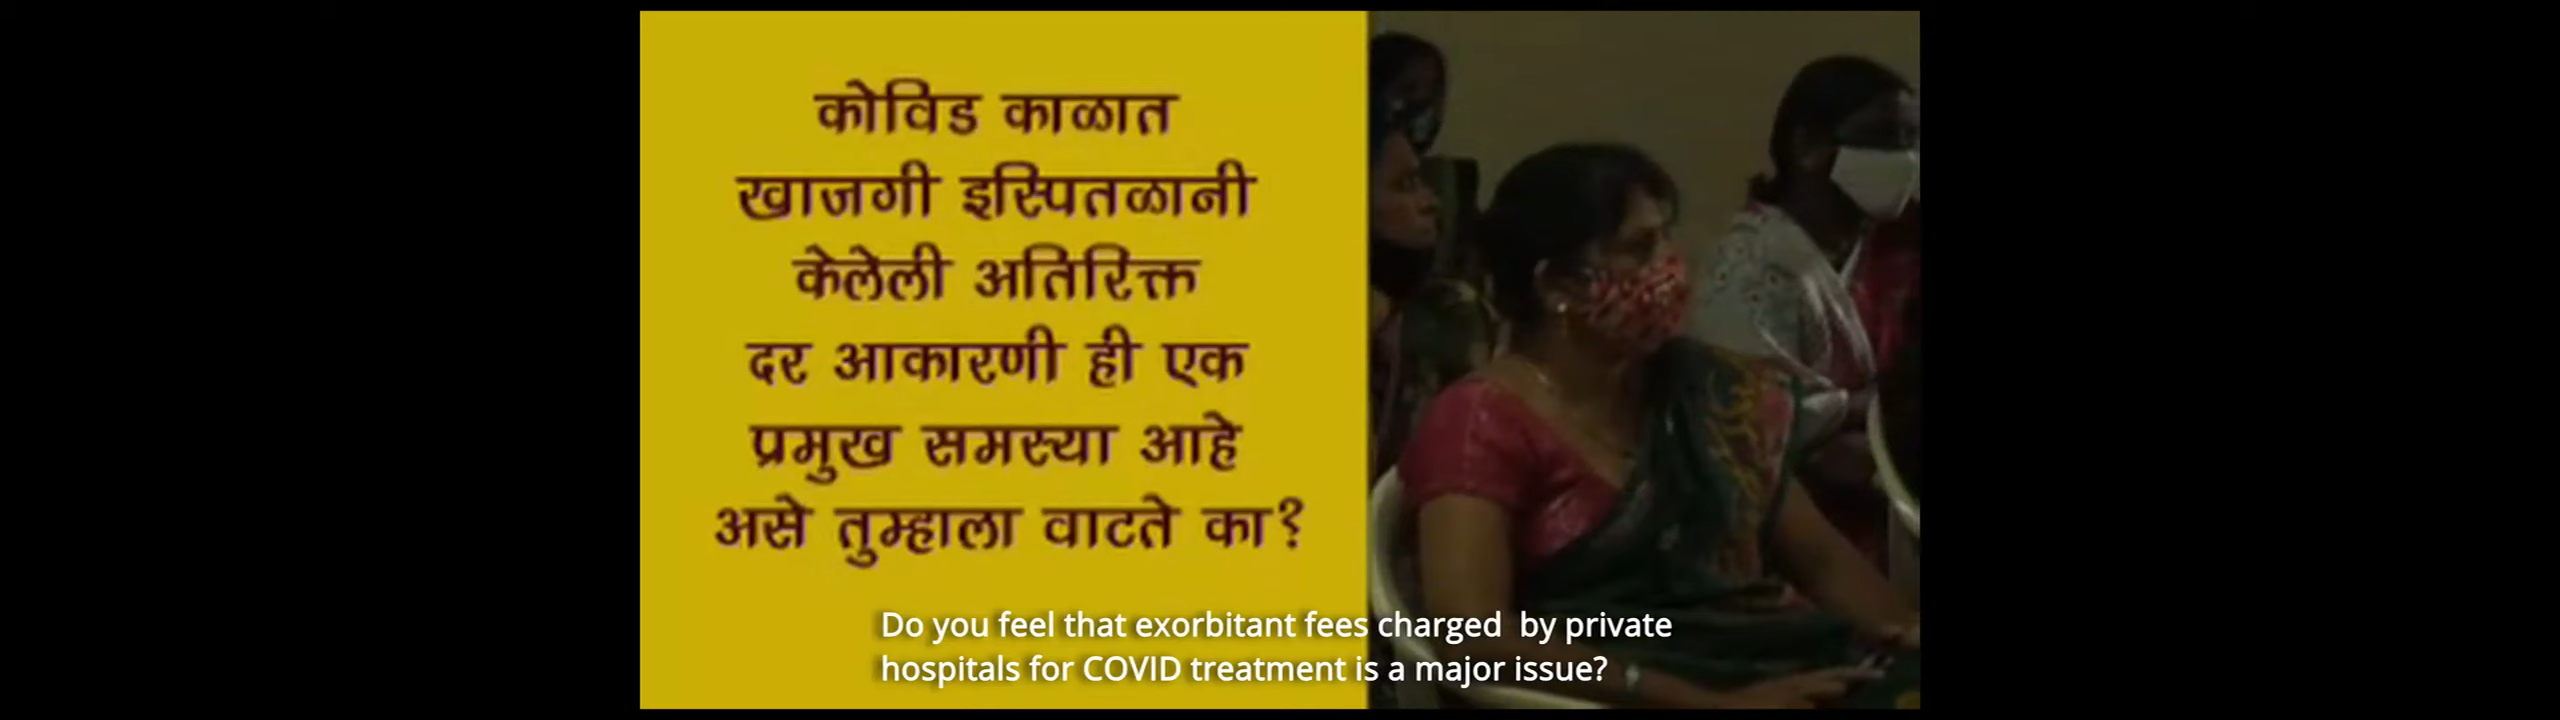 कोविड काळात
खाजगी इस्पितळानी
केलेली अतिरिक्त
दर आकारणी ही एक
प्रमुख समस्या आहे
असे तुम्हाला वाटते का?
Do you feel that exorbitant fees charged  by private
hospitals for COVID treatment is a major issue?